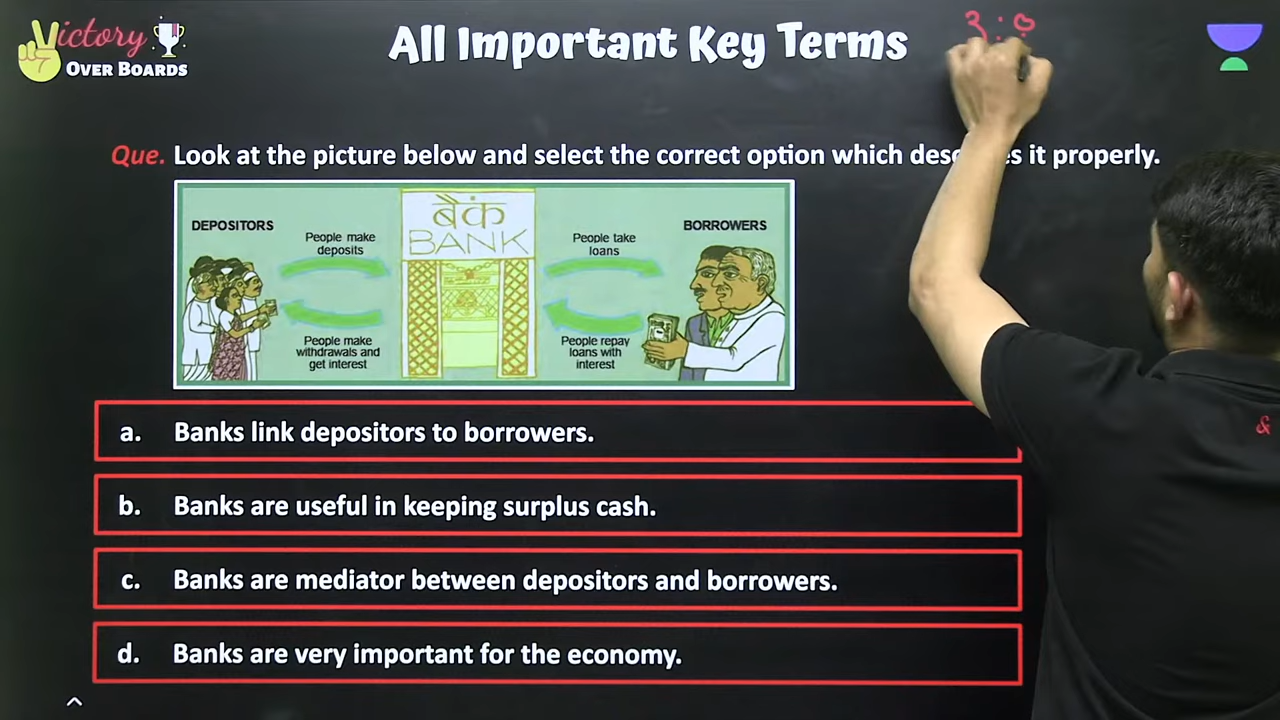 Victory
OVER BOARDS
All Important Key Terms
3:
Que. Look at the picture below and select the correct option which it properly.
DEPOSITORS
People make
deposits
बैंक
BANK
People take
loans
BORROWERS
People make
withdrawals and
get interest
People repay
loans with
interest
a. Banks link depositors to borrowers.
b. Banks are useful in keeping surplus cash.
c. Banks are mediator between depositors and borrowers.
d. Banks are very important for the economy.
&